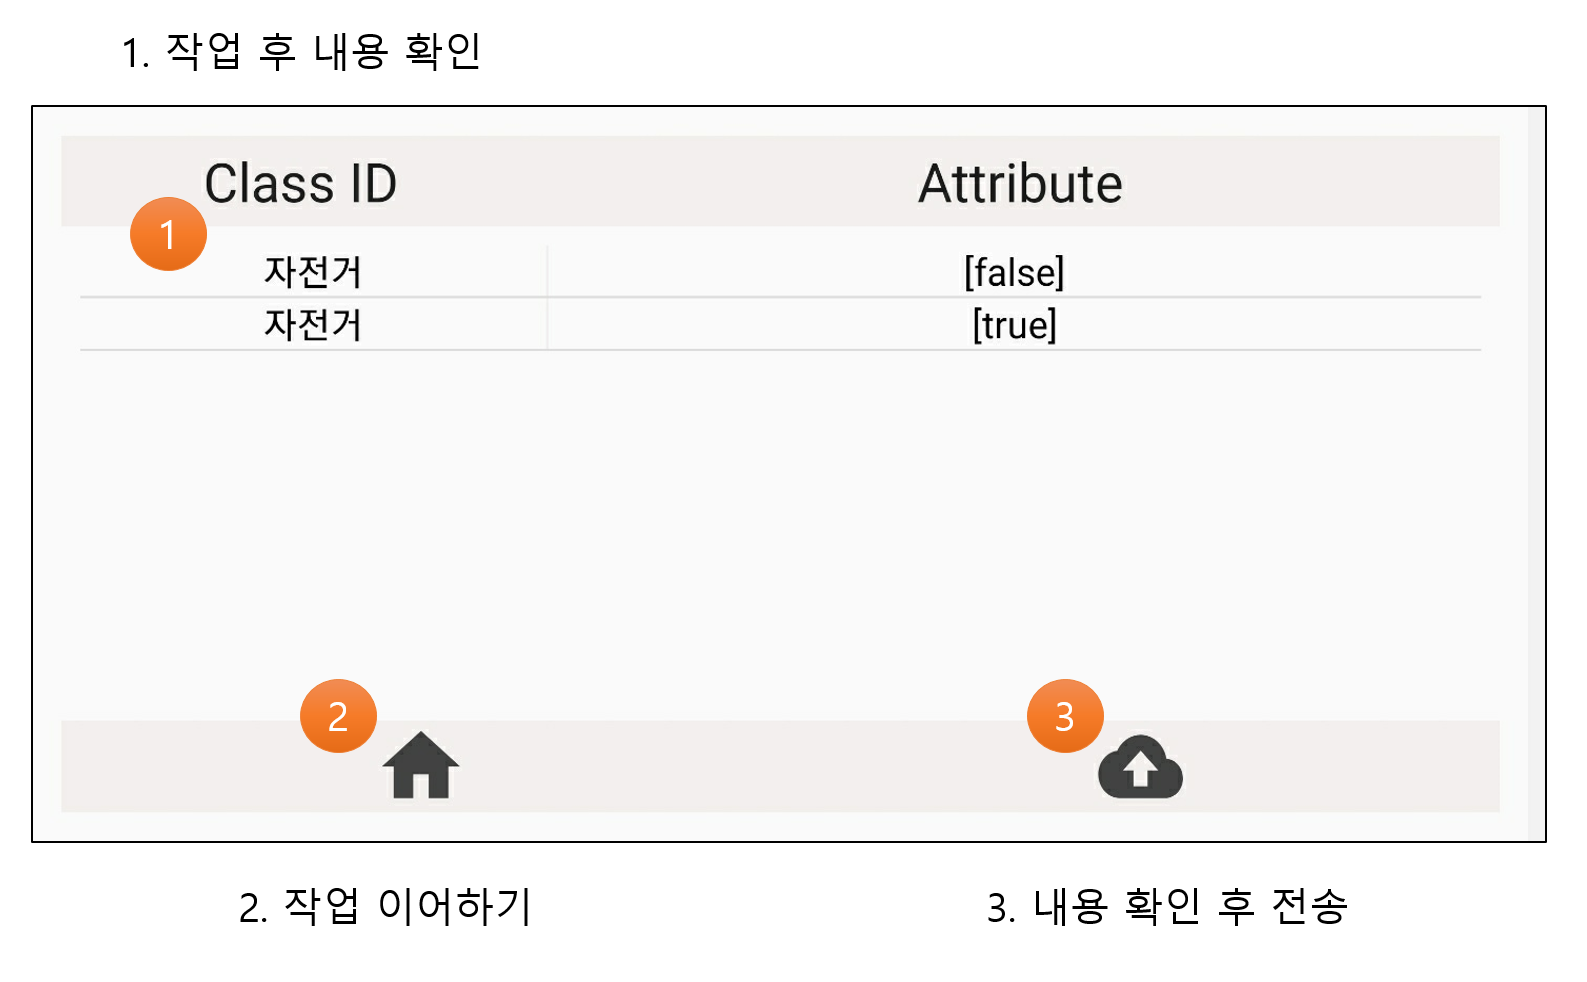 1. 작업 후 내용 확인
Class ID Attribute
1
자전거 [false]
자전거 [true]
2 3
2. 작업 이어하기 3. 내용 확인 후 전송